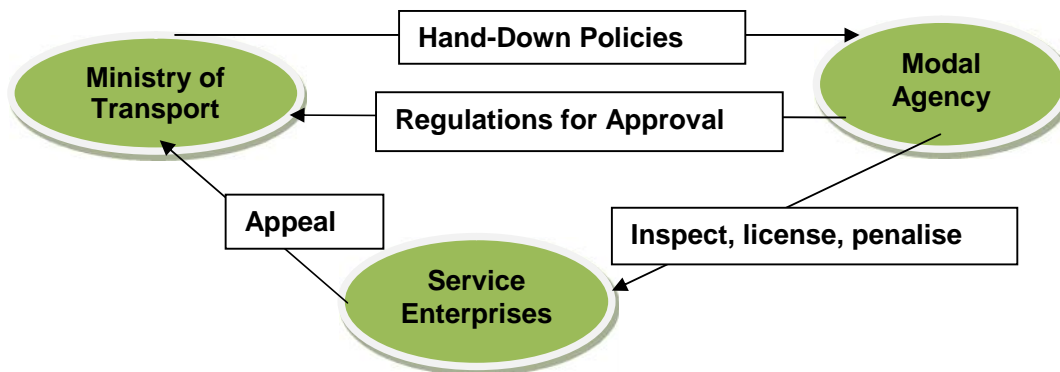 Hand-Down Policies
Ministry of
Transport
Modal
Agency
Regulations for Approval
Appeal
Inspect, license, penalise
Service
Enterprises